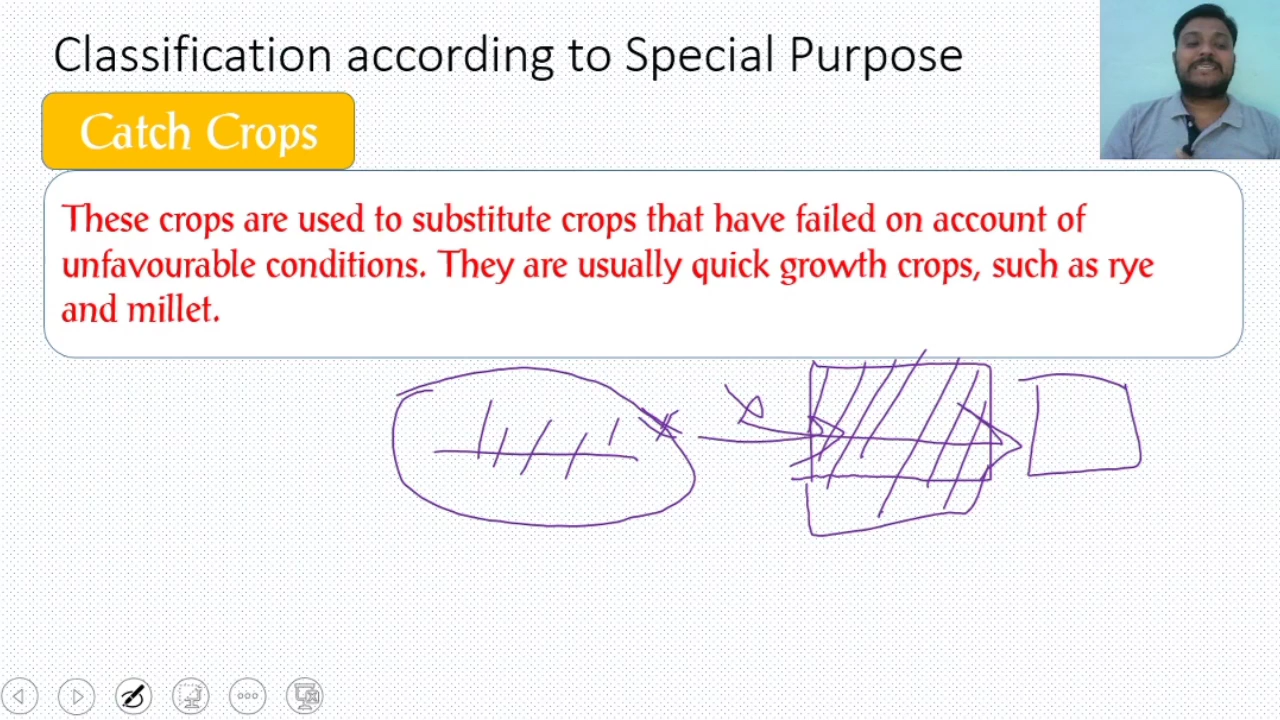 Classification according to Special Purpose
Catch Crops
These crops are used to substitute crops that have failed on account of
unfavourable conditions. They are usually quick growth crops, such as rye
and millet.